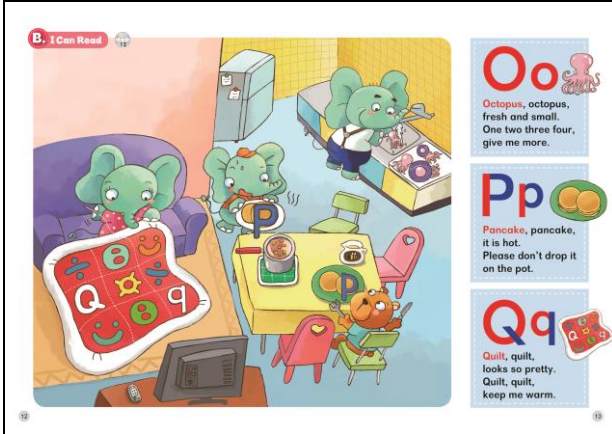 B. I Can Read
12
Q
q
P
P
Oo
Octopus, octopus,
fresh and small.
One two three four,
give me more.
Pp
Pancake, pancake,
it is hot.
Please don't drop it
on the pot.
Qq
Quilt, quilt,
looks so pretty.
Quilt, quilt,
keep me warm.
12
13